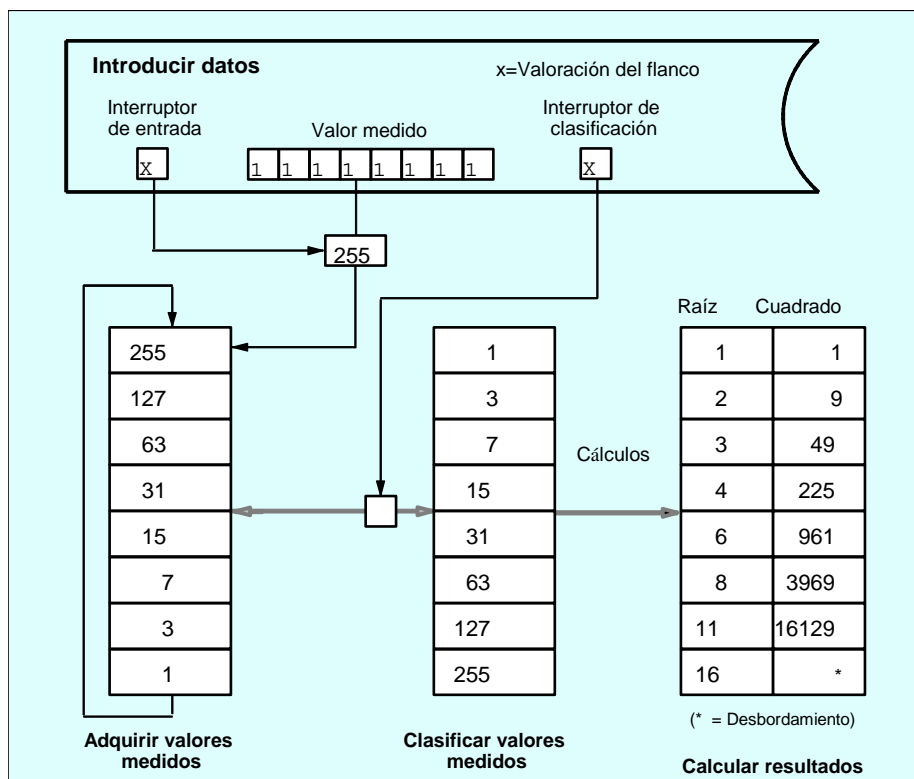 Introducir datos
x=Valoración del flanco
Interruptor
de entrada
Valor medido
Interruptor de
clasificación
X
1 1 1 1 1 1 1 1
X
255
Raíz
Cuadrado
255
127
63
31
15
7
3
1
1
3
7
15
31
63
127
255
Cálculos
1 1
2 9
3 49
4 225
6 961
8 3969
11 16129
16 *
(* = Desbordamiento)
Adquirir valores
medidos
Clasificar valores
medidos
Calcular resultados